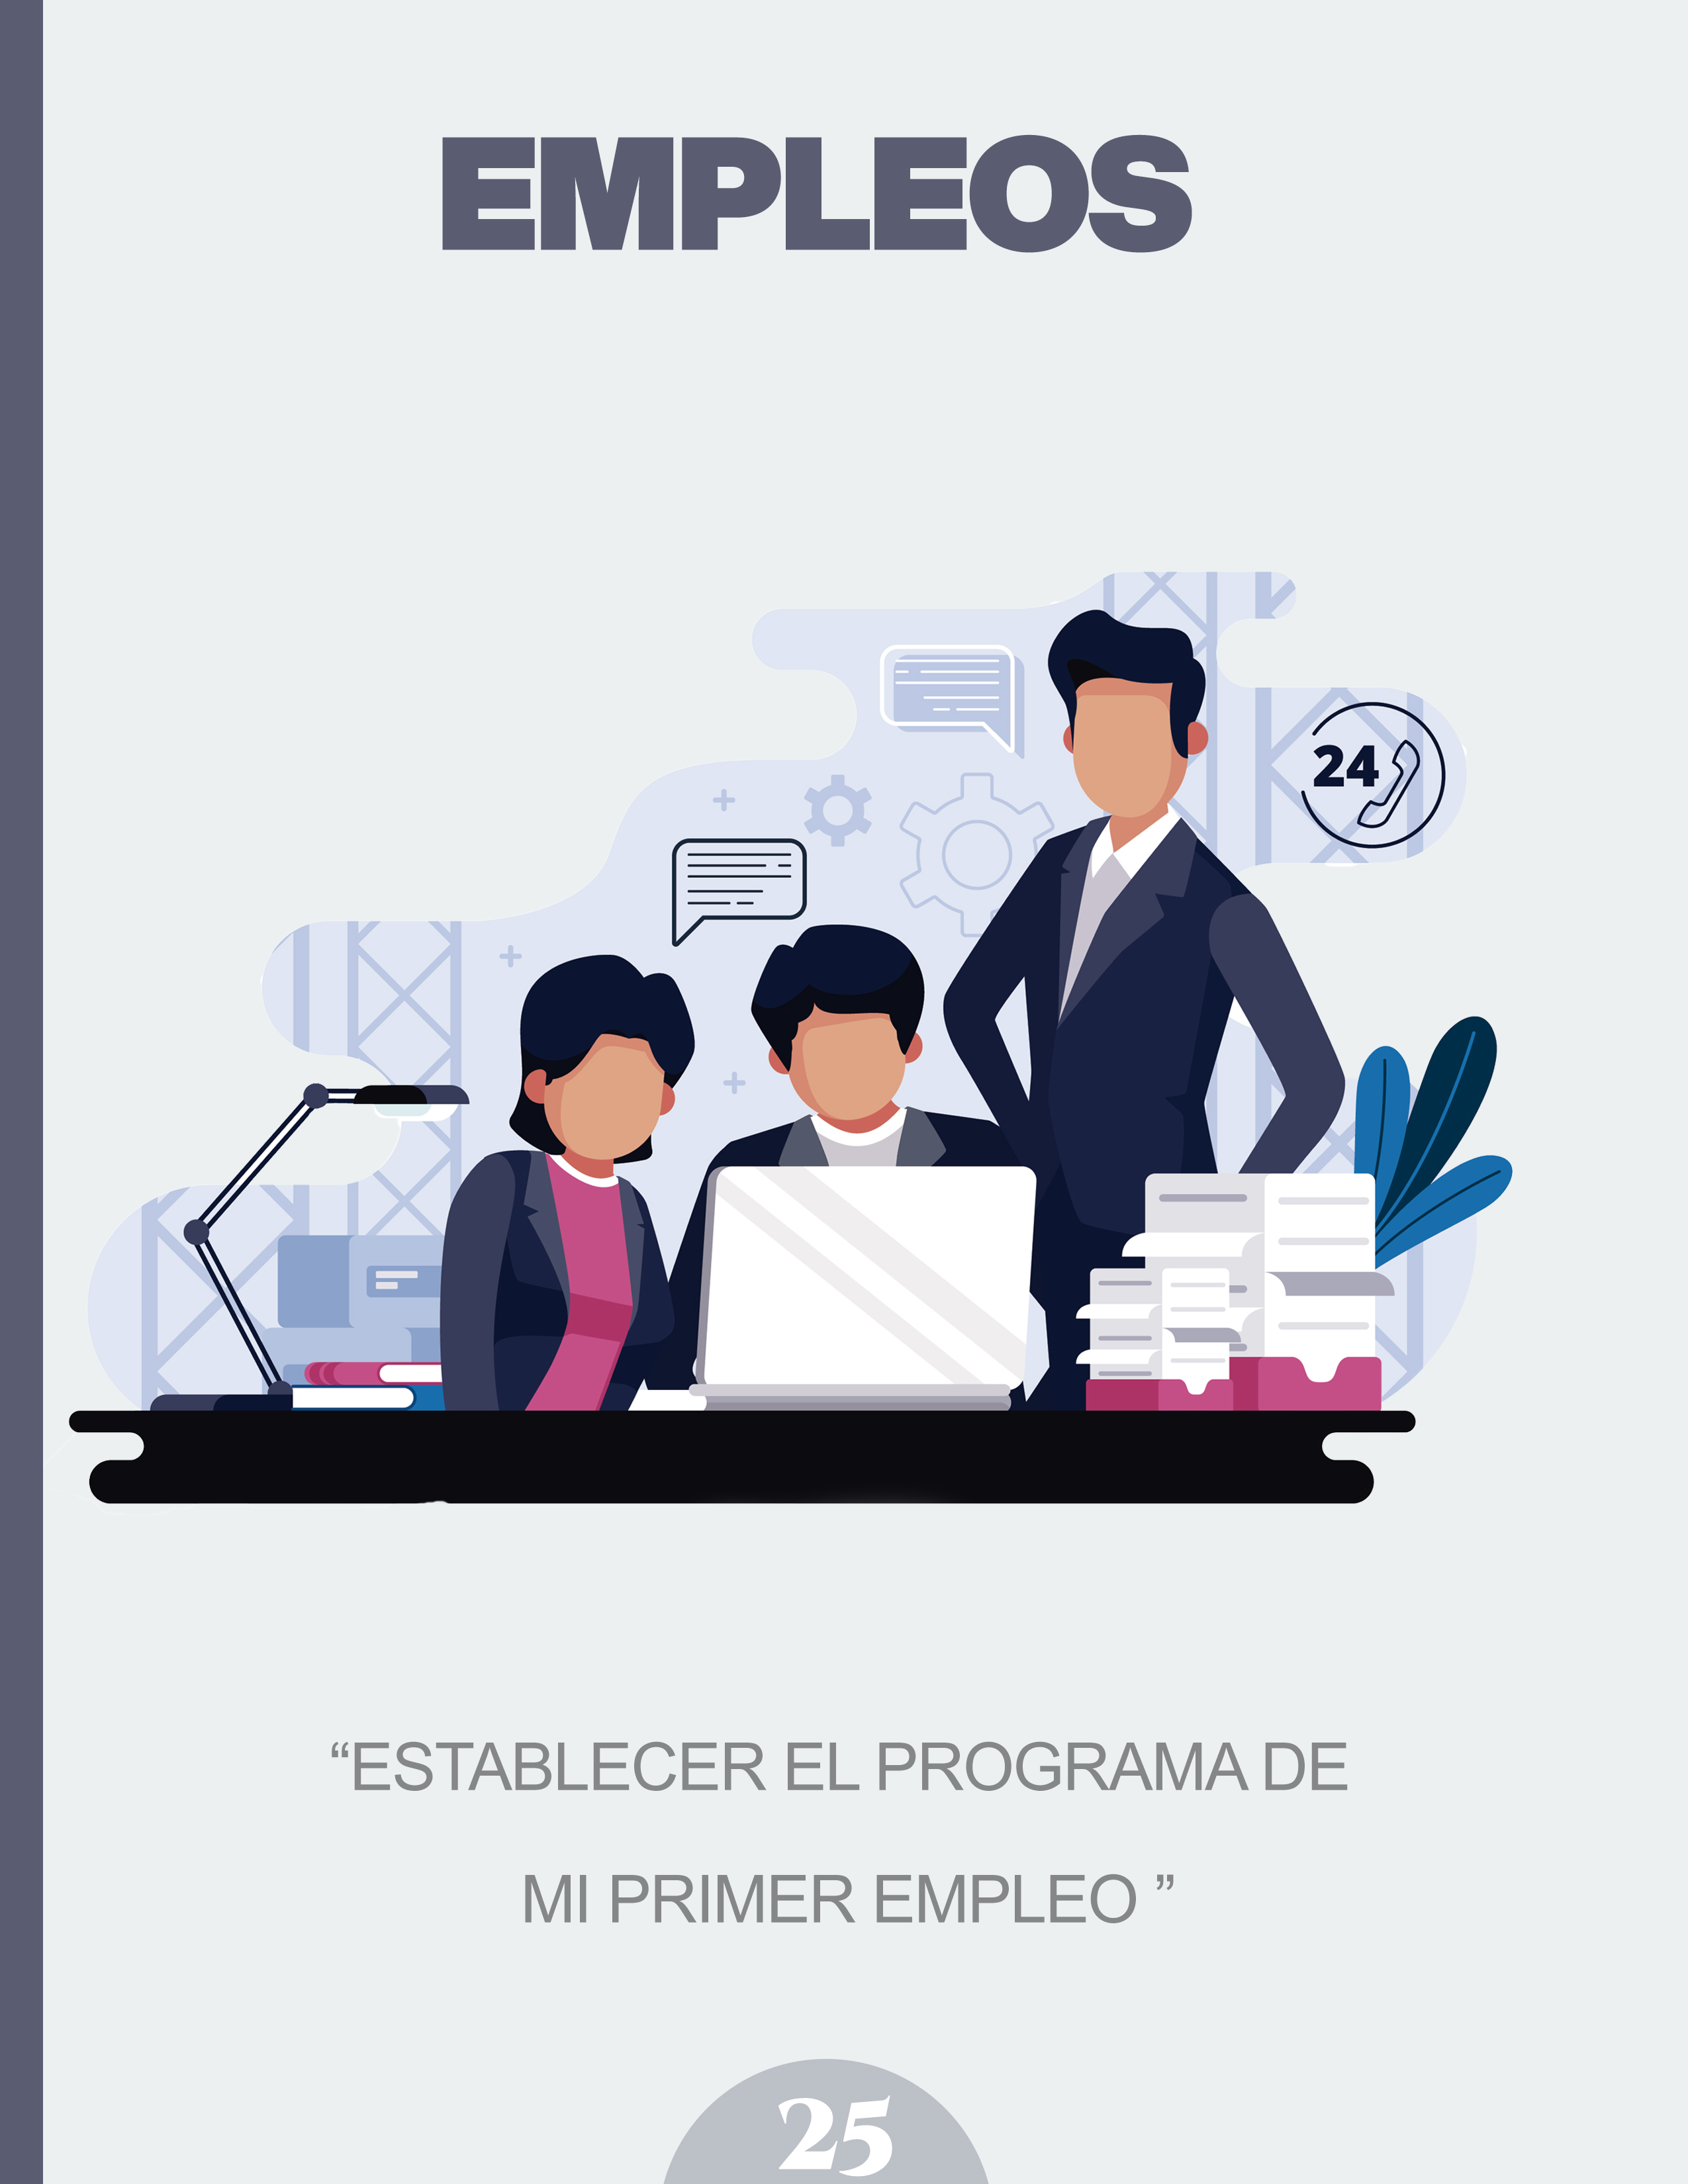 EMPLEOS
24
“ESTABLECER EL PROGRAMA DE
MI PRIMER EMPLEO ”
25